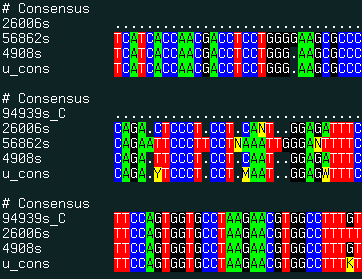 # Consensus
26006s ...............................
56862s TCATCACCAACGACCTCCTGGGGAAGCGCCC
4908s TCATCACCAACGACCTCCTGGG.AAGCGCCC
u_cons TCATCACCAACGACCTCCTGGG.AAGCGCCC
# Consensus
94939s_C ...............................
26006s CAGA.CTCCCT.CCT.CANT..GGAGATTTC
56862s CAGAATTCCCTTCCTNAAATTGGGANTTTTC
4908s CAGA.TTCCCT.CCT.CAAT..GGAGATTTC
u_cons CAGA.YTCCCT.CCT.MAAT..GGAGWTTTC
# Consensus
94939s_C TTCCAGTGGTGCCTAAGAACGTGGCCTTTGT
26006s TTCCAGTGGTGCCTAAGAACGTGGCCTTTTT
4908s TTCCAGTGGTGCCTAAGAACGTGGCCTTTGT
u_cons TTCCAGTGGTGCCTAAGAACGTGGCCTTTKT